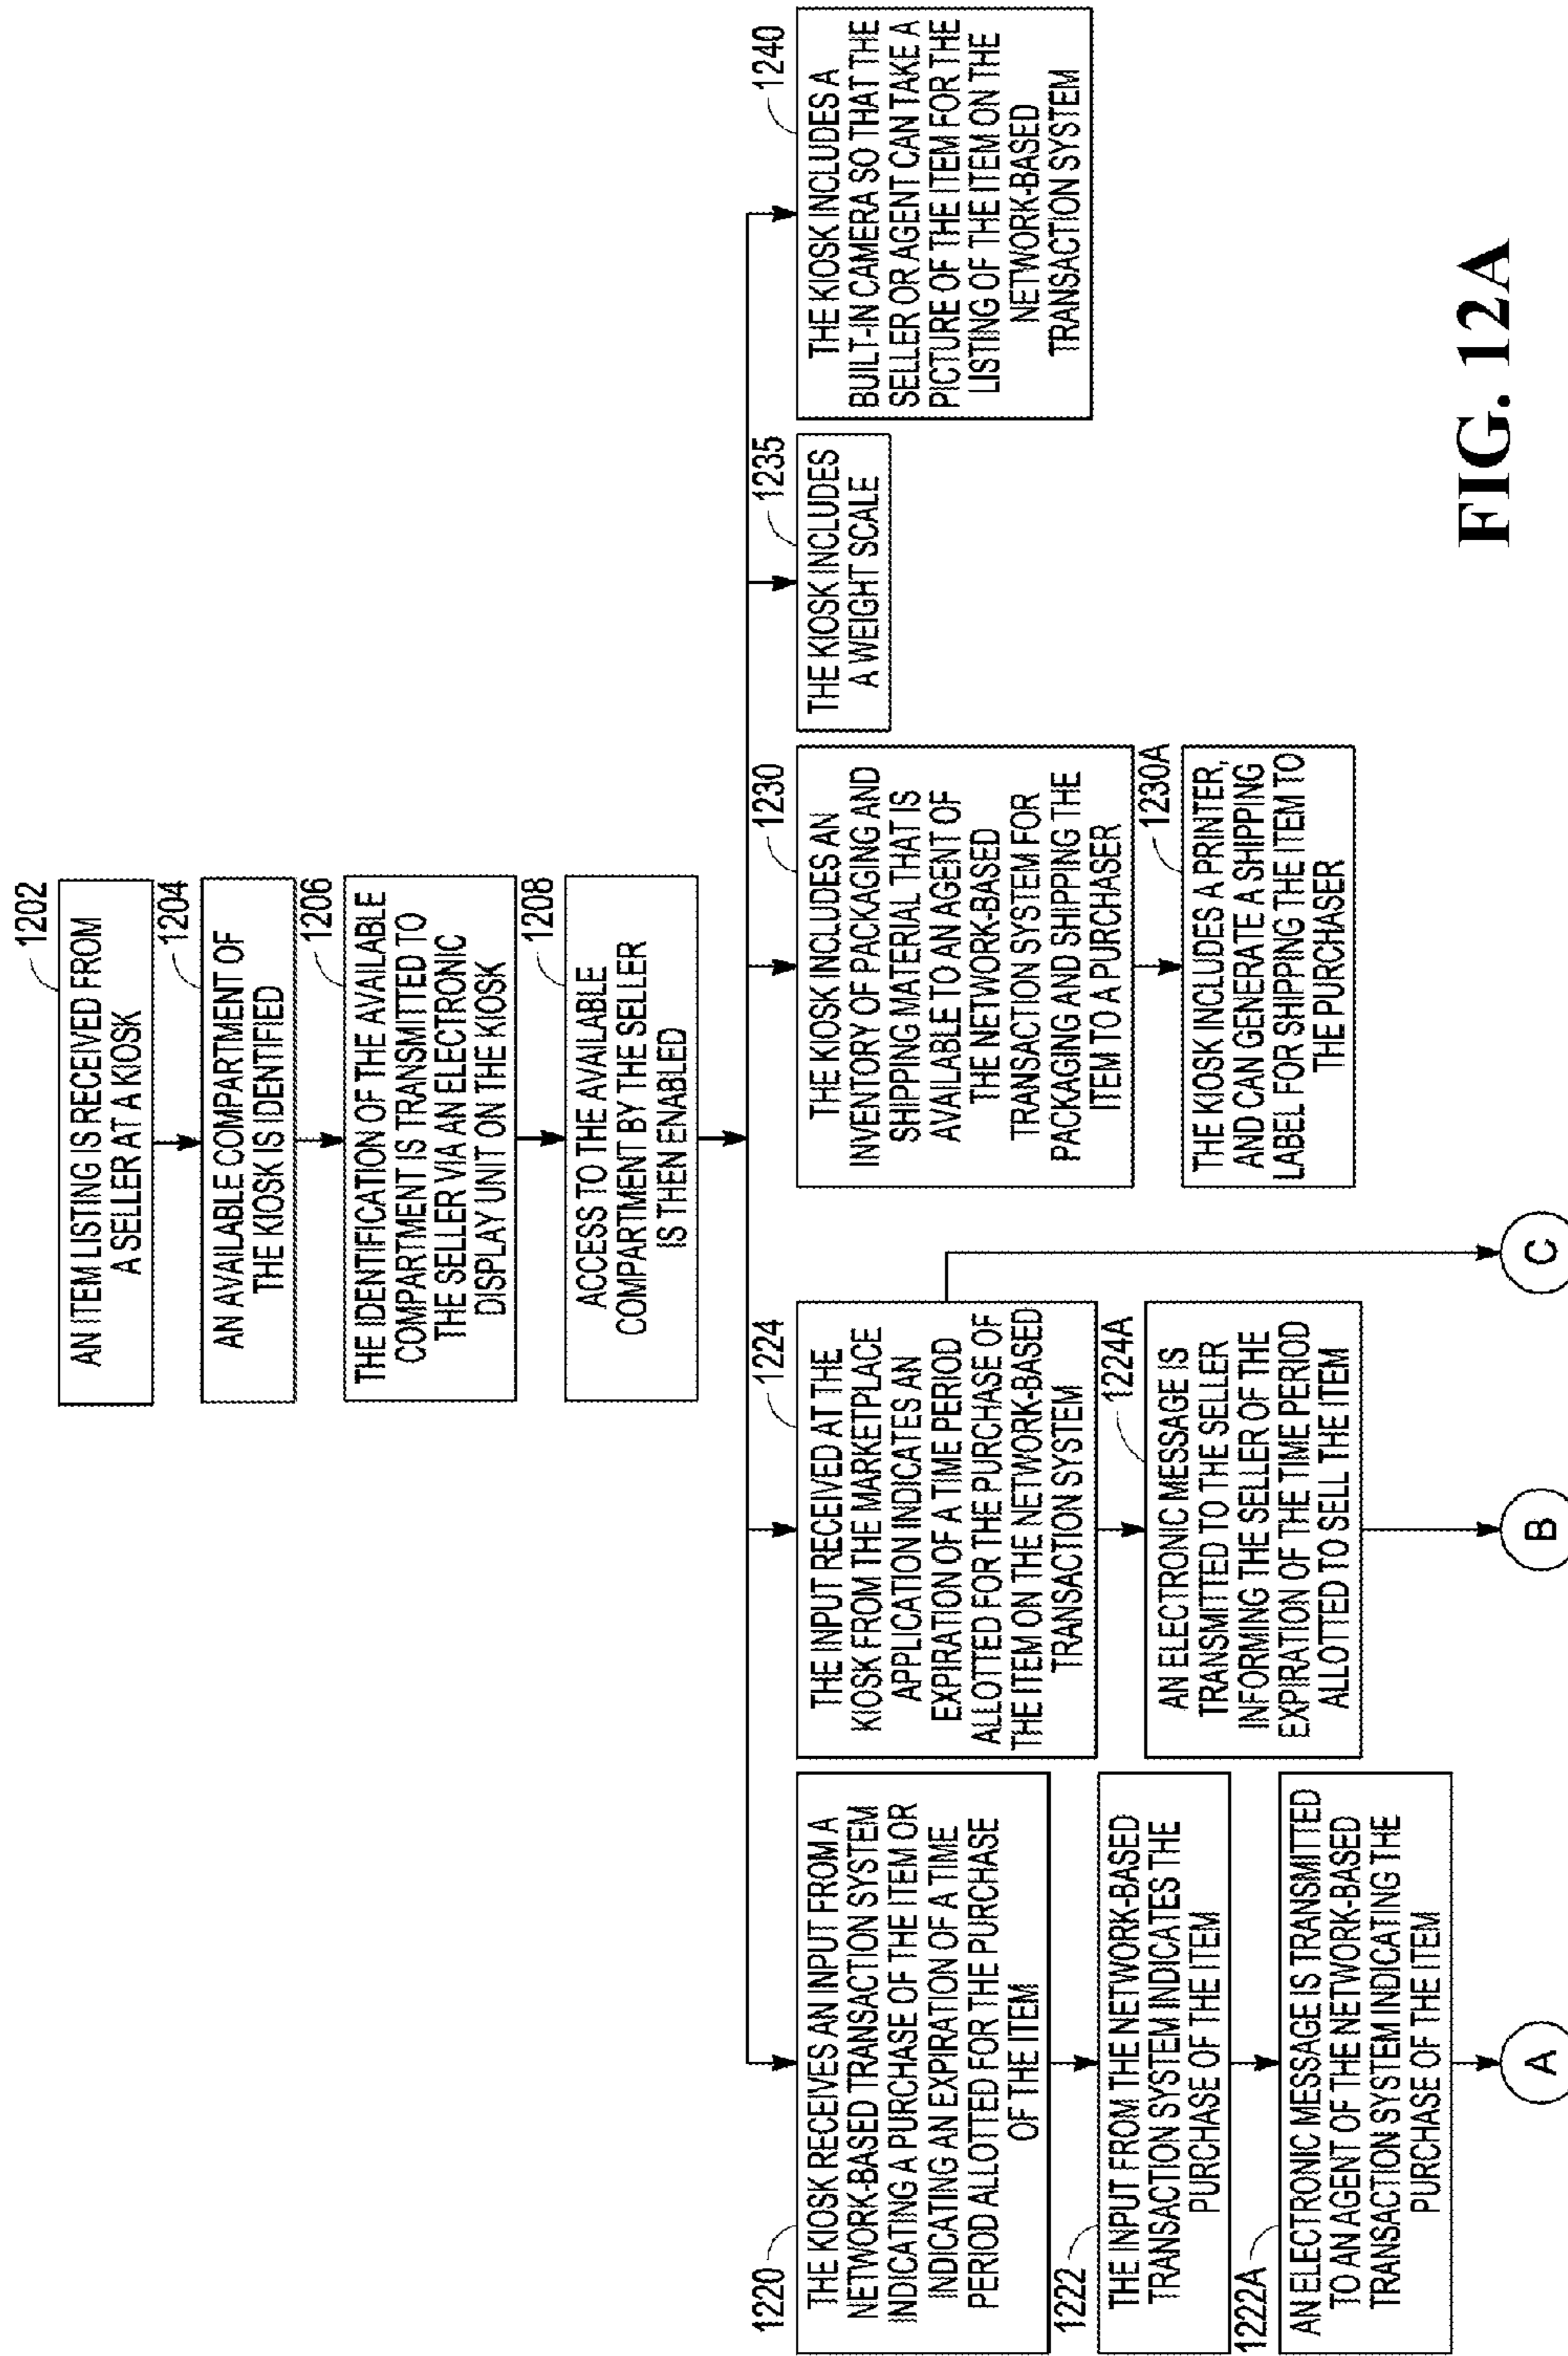 1202
AN ITEM LISTING IS RECEIVED FROM
A SELLER AT A KIOSK
1204
AN AVAILABLE COMPARTMENT OF
THE KIOSK IS IDENTIFIED
1206
THE IDENTIFICATION OF THE AVAILABLE
COMPARTMENT IS TRANSMITTED TO
THE SELLER VIA AN ELECTRONIC
DISPLAY UNIT ON THE KIOSK
1208
ACCESS TO THE AVAILABLE
COMPARTMENT BY THE SELLER
IS THEN ENABLED
1220
THE KIOSK RECEIVES AN INPUT FROM A
NETWORK-BASED TRANSACTION SYSTEM
INDICATING A PURCHASE OF THE ITEM OR
INDICATING AN EXPIRATION OF A TIME
PERIOD ALLOTTED FOR THE PURCHASE
OF THE ITEM
1222
THE INPUT FROM THE NETWORK-BASED
TRANSACTION SYSTEM INDICATES THE
PURCHASE OF THE ITEM
1222A
AN ELECTRONIC MESSAGE IS TRANSMITTED
TO AN AGENT OF THE NETWORK-BASED
TRANSACTION SYSTEM INDICATING THE
PURCHASE OF THE ITEM
A
1224
THE INPUT RECEIVED AT THE
KIOSK FROM THE MARKETPLACE
APPLICATION INDICATES AN
EXPIRATION OF A TIME PERIOD
ALLOTTED FOR THE PURCHASE OF
THE ITEM ON THE NETWORK-BASED
TRANSACTION SYSTEM
1224A
AN ELECTRONIC MESSAGE IS
TRANSMITTED TO THE SELLER
INFORMING THE SELLER OF THE
EXPIRATION OF THE TIME PERIOD
ALLOTTED TO SELL THE ITEM
B
C
1230
THE KIOSK INCLUDES AN
INVENTORY OF PACKAGING AND
SHIPPING MATERIAL THAT IS
AVAILABLE TO AN AGENT OF
THE NETWORK-BASED
TRANSACTION SYSTEM FOR
PACKAGING AND SHIPPING THE
ITEM TO A PURCHASER
1230A
THE KIOSK INCLUDES A PRINTER,
AND CAN GENERATE A SHIPPING
LABEL FOR SHIPPING THE ITEM TO
THE PURCHASER
1235
THE KIOSK INCLUDES
A WEIGHT SCALE
1240
THE KIOSK INCLUDES A
BUILT-IN CAMERA SO THAT THE
SELLER OR AGENT CAN TAKE A
PICTURE OF THE ITEM FOR THE
LISTING OF THE ITEM ON THE
NETWORK-BASED
TRANSACTION SYSTEM
FIG. 12A